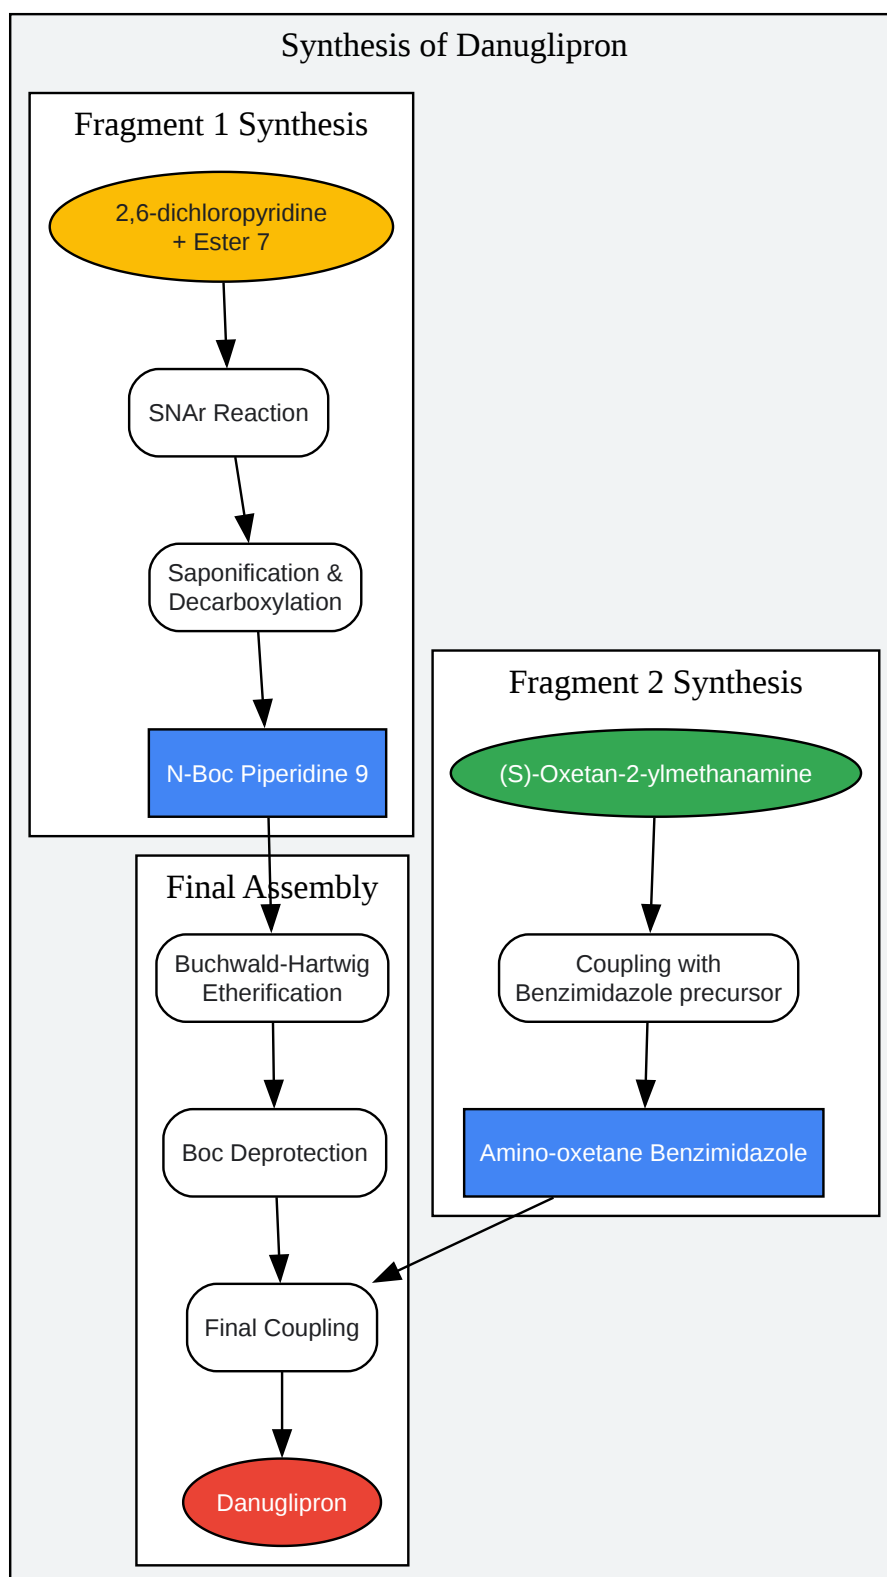 Synthesis of Danuglipron
Fragment 1 Synthesis
2,6-dichloropyridine
+ Ester 7
SNAr Reaction
Saponification &
Decarboxylation
N-Boc Piperidine 9
Fragment 2 Synthesis
(S)-Oxetan-2-ylmethanamine
Coupling with
Benzimidazole precursor
Amino-oxetane Benzimidazole
Final Assembly
Buchwald-Hartwig
Etherification
Boc Deprotection
Final Coupling
Danuglipron